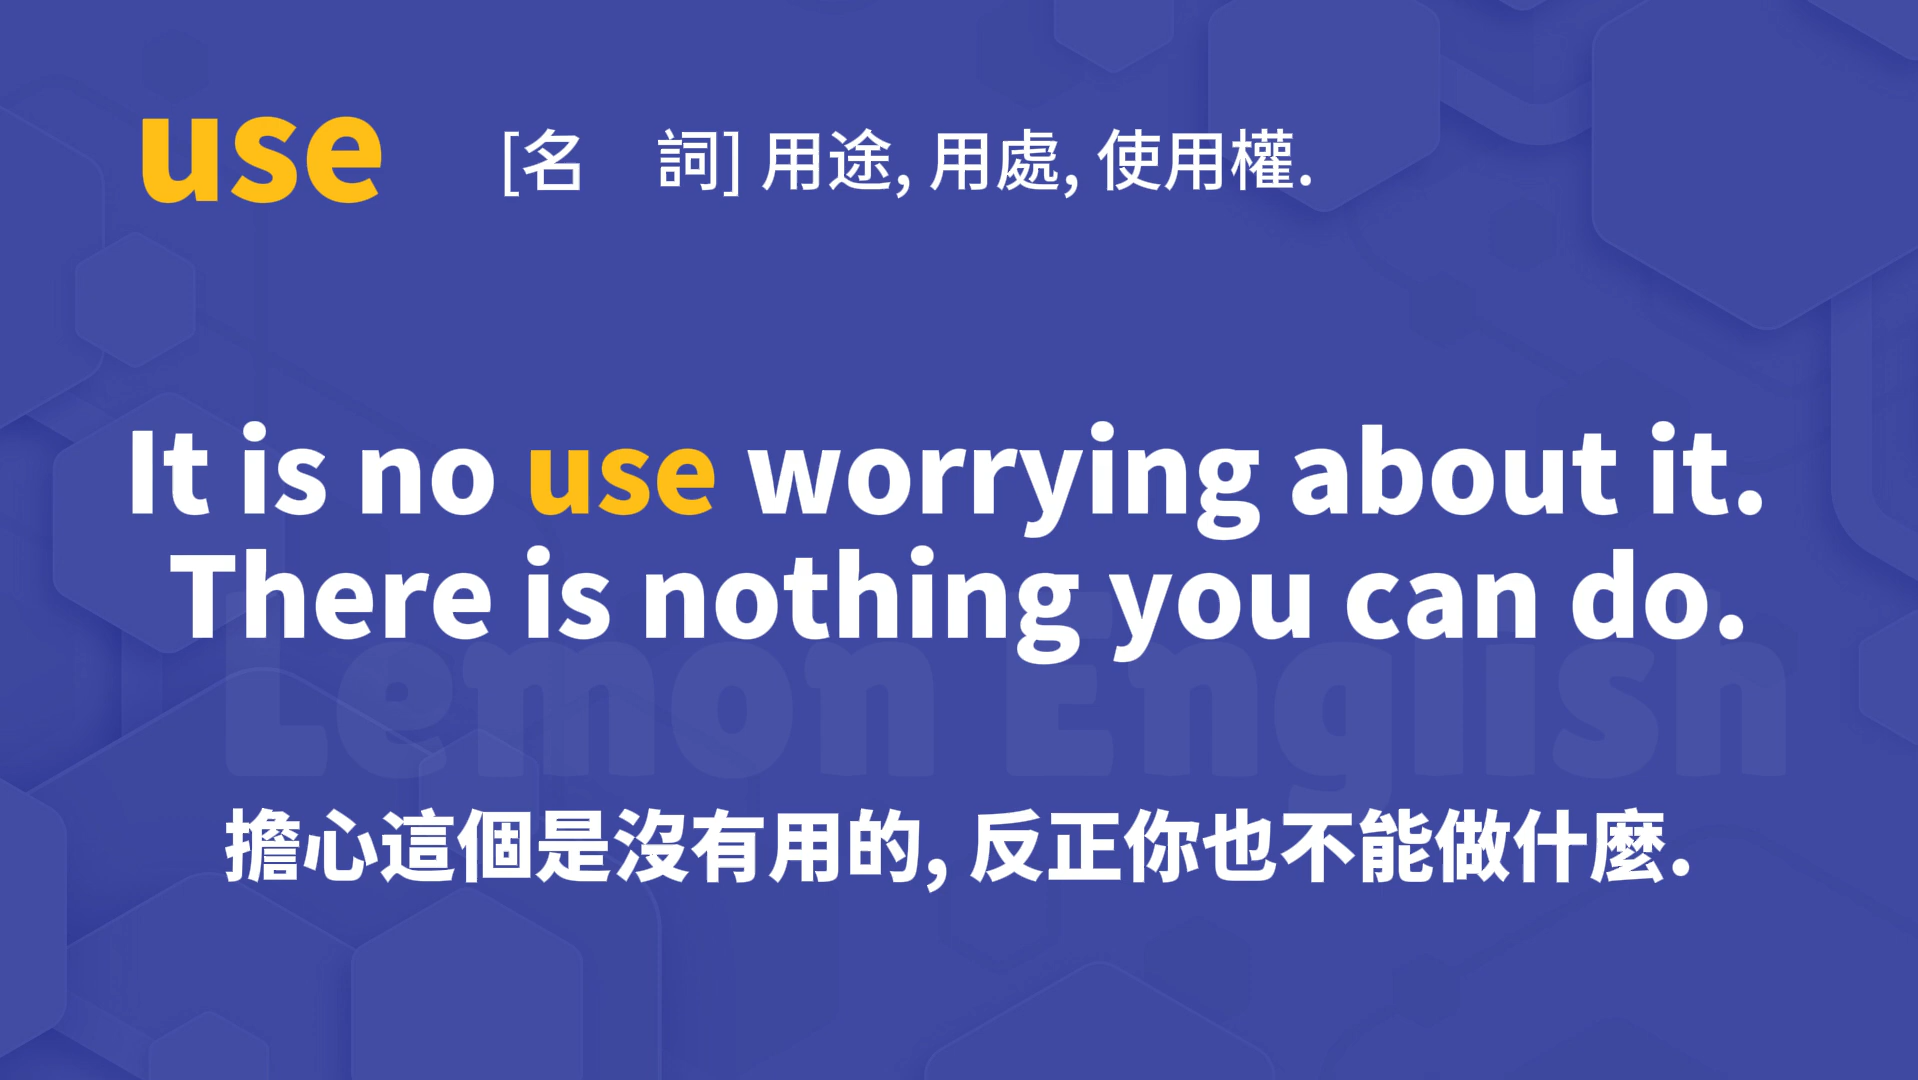 use [名　詞] 用途, 用處, 使用權.
It is no use worrying about it.
There is nothing you can do.
Lemon English
擔心這個是沒有用的, 反正你也不能做什麼.